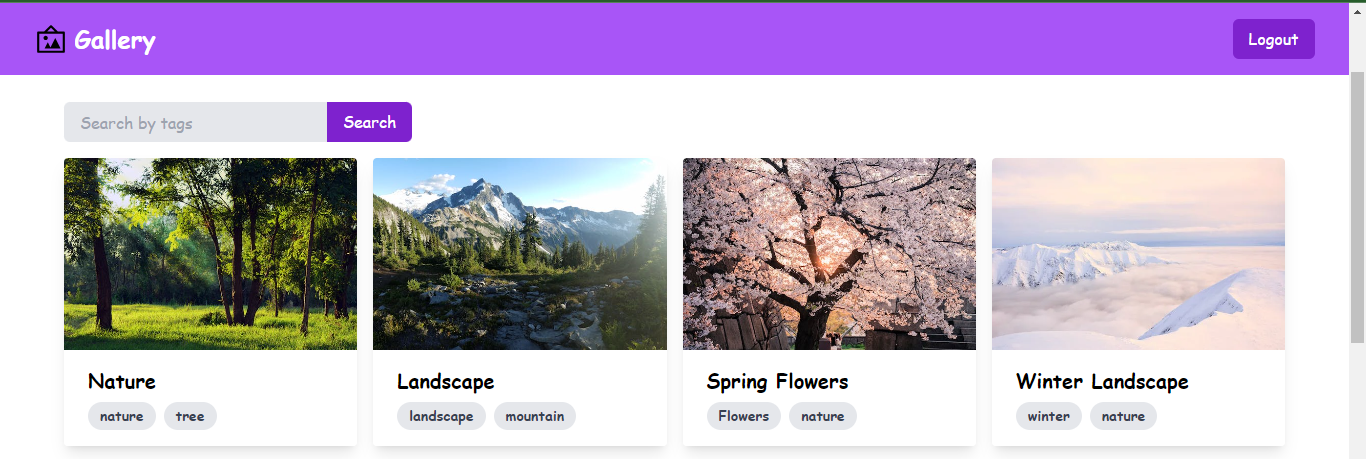 Gallery
Logout
Search by tags
Search
Nature
nature
tree
Landscape
landscape
mountain
Spring Flowers
Flowers
nature
Winter Landscape
winter
nature